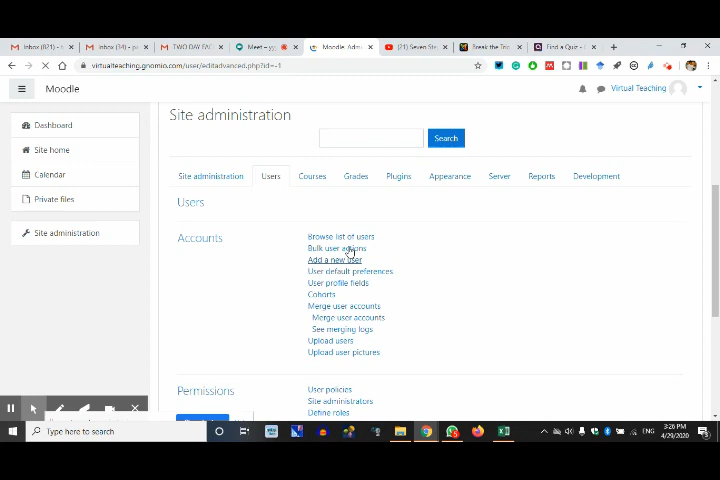 Inbox (821) - n
Inbox (34) - p
TWO DAY FAC
Meet – yy
Moodle: Admi
(21) Seven Ste
Break the Tric
Find a Quiz - L
virtualteaching.gnomio.com/user/editadvanced.php?id=-1
Moodle
Virtual Teaching
Dashboard
Site home
Calendar
Private files
Site administration
Site administration
Search
Site administration
Users
Courses
Grades
Plugins
Appearance
Server
Reports
Development
Users
Accounts
Browse list of users
Bulk user actions
Add a new user
User default preferences
User profile fields
Cohorts
Merge user accounts
Merge user accounts
See merging logs
Upload users
Upload user pictures
Permissions
User policies
Site administrators
Define roles
Type here to search
ENG
3:26 PM
4/29/2020